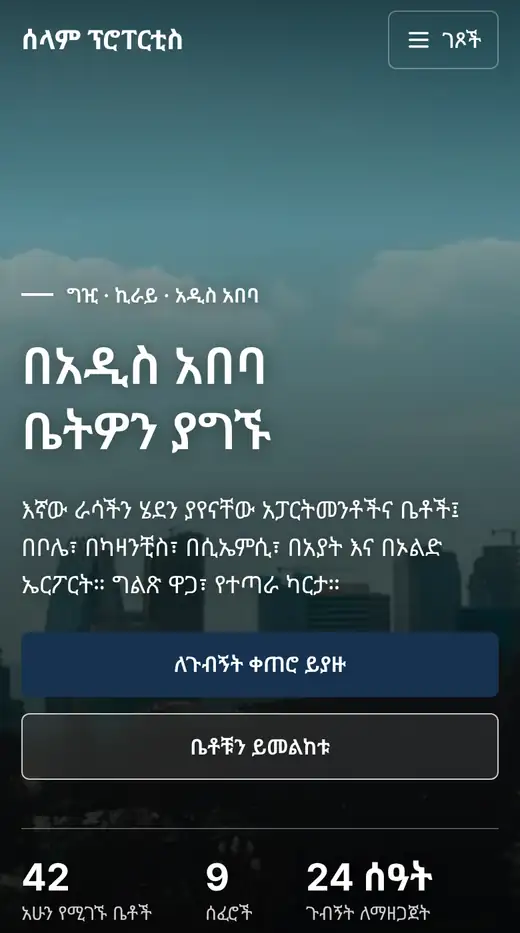 ሰላም ፕሮፐርቲስ
ገጾች
ግዢ · ኪራይ · አዲስ አበባ
በአዲስ አበባ
ቤትዎን ያግኙ
እኛው ራሳችን ሄደን ያየናቸው አፓርትመንቶችና ቤቶች፤
በቦሌ፣ በካዛንቺስ፣ በሲኤምሲ፣ በአያት እና በኦልድ
ኤርፖርት። ግልጽ ዋጋ፣ የተጣራ ካርታ።
ለጉብኝት ቀጠሮ ይያዙ
ቤቶቹን ይመልከቱ
42 9 24 ሰዓት
አሁን የሚገኙ ቤቶች ሰፈሮች ጉብኝት ለማዘጋጀት